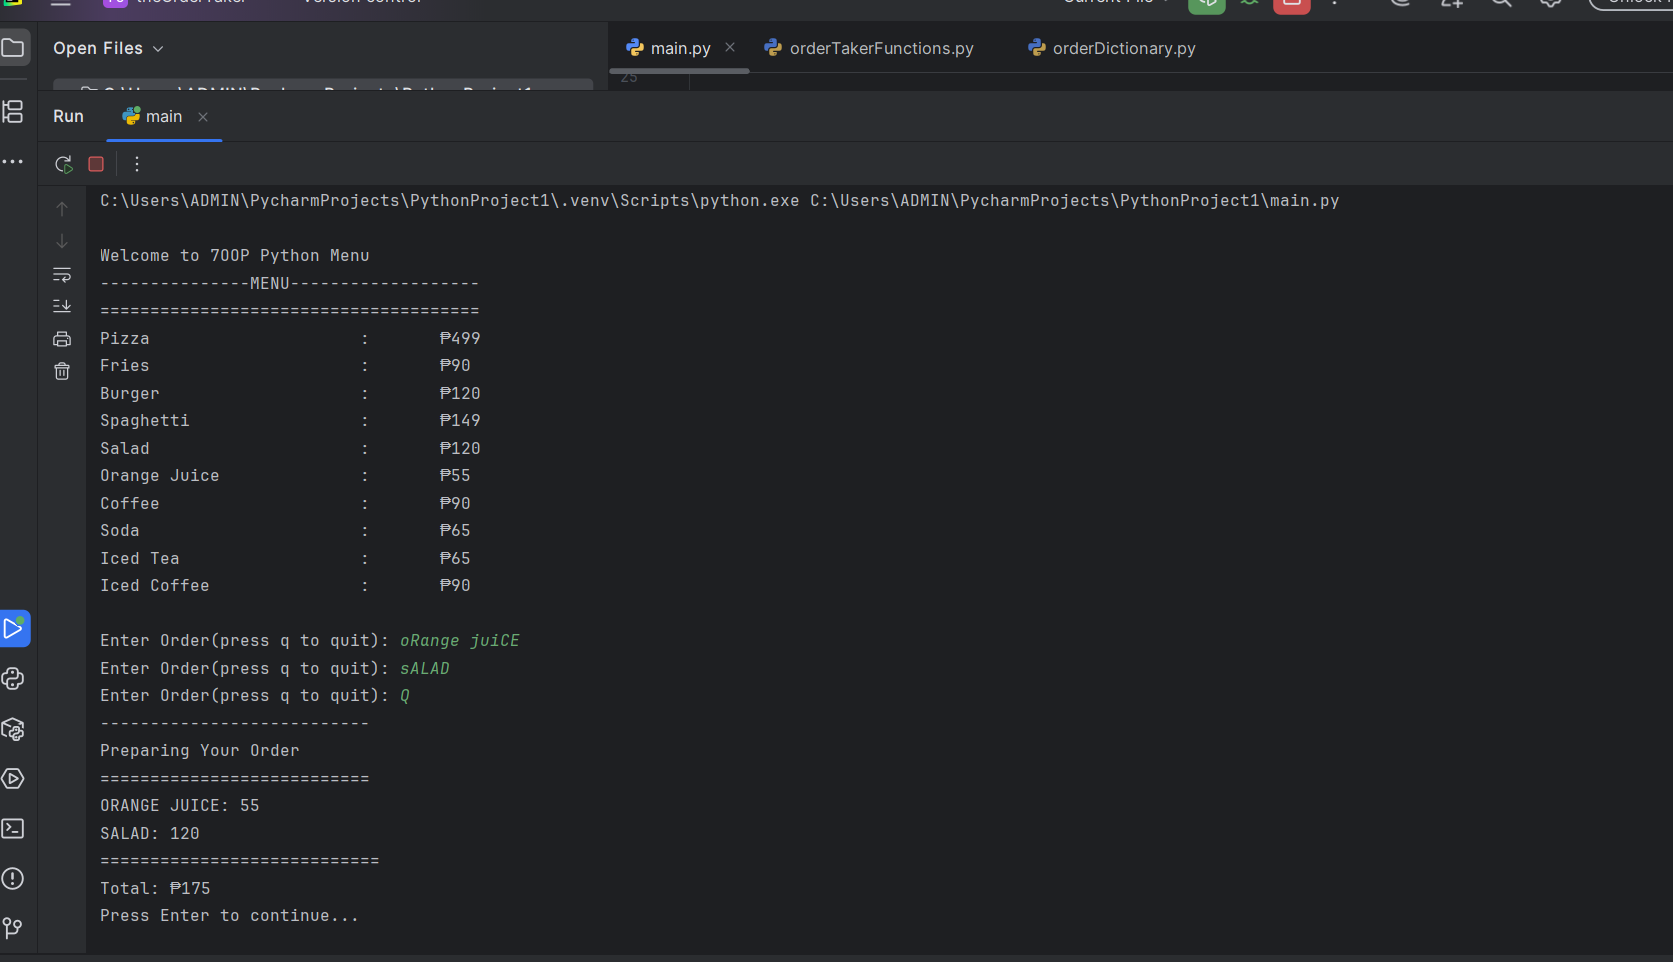 Open Files
main.py
orderTakerFunctions.py
orderDictionary.py
25
Run
main
C:\Users\ADMIN\PycharmProjects\PythonProject1\.venv\Scripts\python.exe C:\Users\ADMIN\PycharmProjects\PythonProject1\main.py
Welcome to 7OOP Python Menu
---------------MENU-------------------
======================================
Pizza                     :       ₱499
Fries                     :       ₱90
Burger                    :       ₱120
Spaghetti                 :       ₱149
Salad                     :       ₱120
Orange Juice              :       ₱55
Coffee                    :       ₱90
Soda                      :       ₱65
Iced Tea                  :       ₱65
Iced Coffee               :       ₱90
Enter Order(press q to quit): oRange juiCE
Enter Order(press q to quit): sALAD
Enter Order(press q to quit): Q
---------------------------
Preparing Your Order
===========================
ORANGE JUICE: 55
SALAD: 120
============================
Total: ₱175
Press Enter to continue...